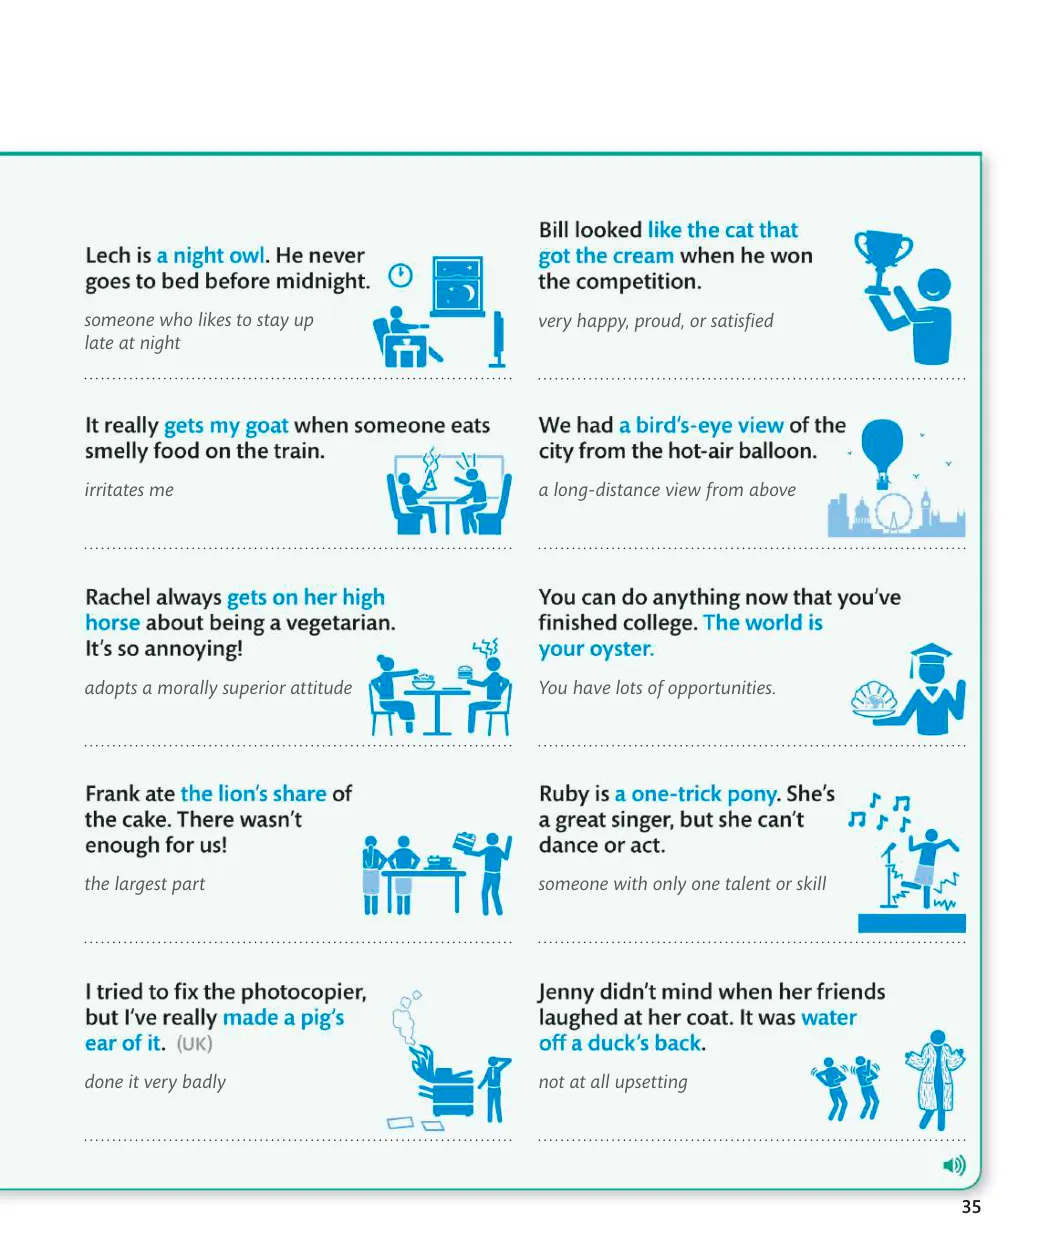 Lech is a night owl. He never
goes to bed before midnight.
someone who likes to stay up
late at night
It really gets my goat when someone eats
smelly food on the train.
irritates me
Rachel always gets on her high
horse about being a vegetarian.
It's so annoying!
adopts a morally superior attitude
Frank ate the lion's share of
the cake. There wasn't
enough for us!
the largest part
I tried to fix the photocopier,
but I've really made a pig's
ear of it. (UK)
done it very badly
Bill looked like the cat that
got the cream when he won
the competition.
very happy, proud, or satisfied
We had a bird's-eye view of the
city from the hot-air balloon.
a long-distance view from above
You can do anything now that you've
finished college. The world is
your oyster.
You have lots of opportunities.
Ruby is a one-trick pony. She's
a great singer, but she can't
dance or act.
someone with only one talent or skill
Jenny didn't mind when her friends
laughed at her coat. It was water
off a duck's back.
not at all upsetting
35